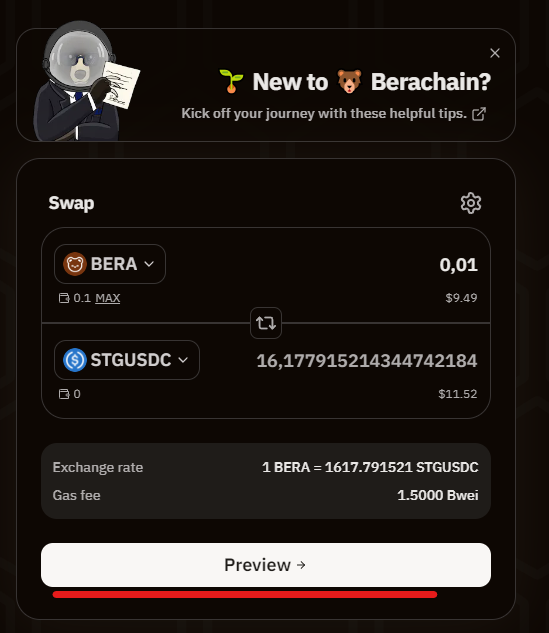 🌱 New to 🐻 Berachain?
Kick off your journey with these helpful tips.
Swap
BERA 0,01
0.1 MAX $9.49
STGUSDC 16,177915214344742184
0 $11.52
Exchange rate 1 BERA = 1617.791521 STGUSDC
Gas fee 1.5000 Bwei
Preview →